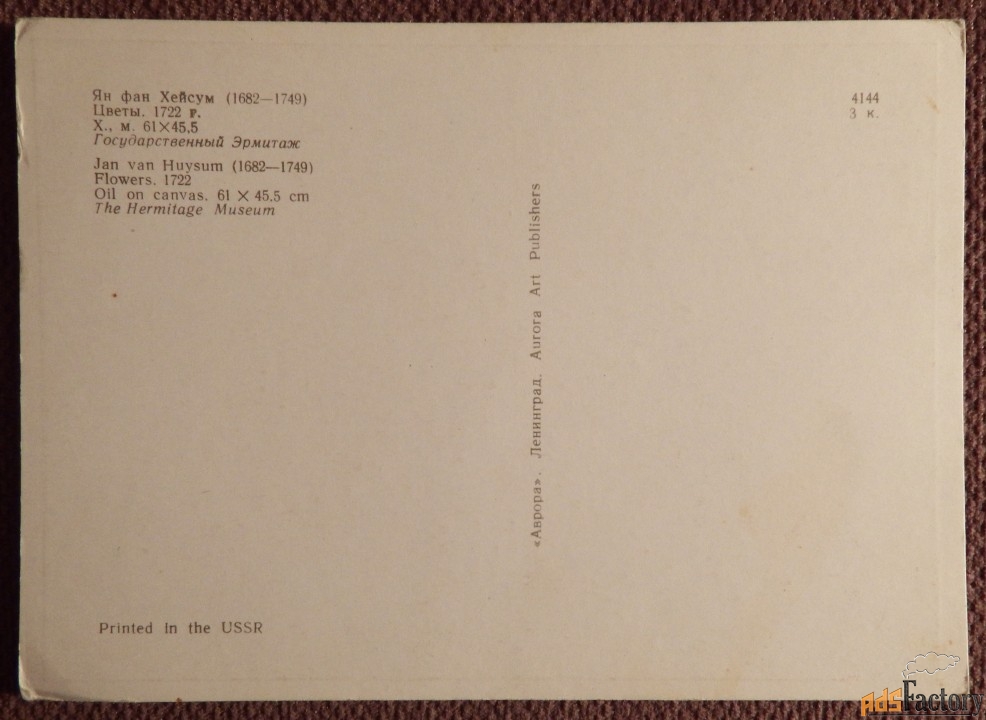 Ян фан Хейсум (1682—1749)
Цветы. 1722 г.
Х., м. 61×45,5
Государственный Эрмитаж
Jan van Huysum (1682—1749)
Flowers. 1722
Oil on canvas. 61 × 45.5 cm
The Hermitage Museum
4144
3 к.
«Аврора». Ленинград. Aurora Art Publishers
Printed in the USSR
adsFactory